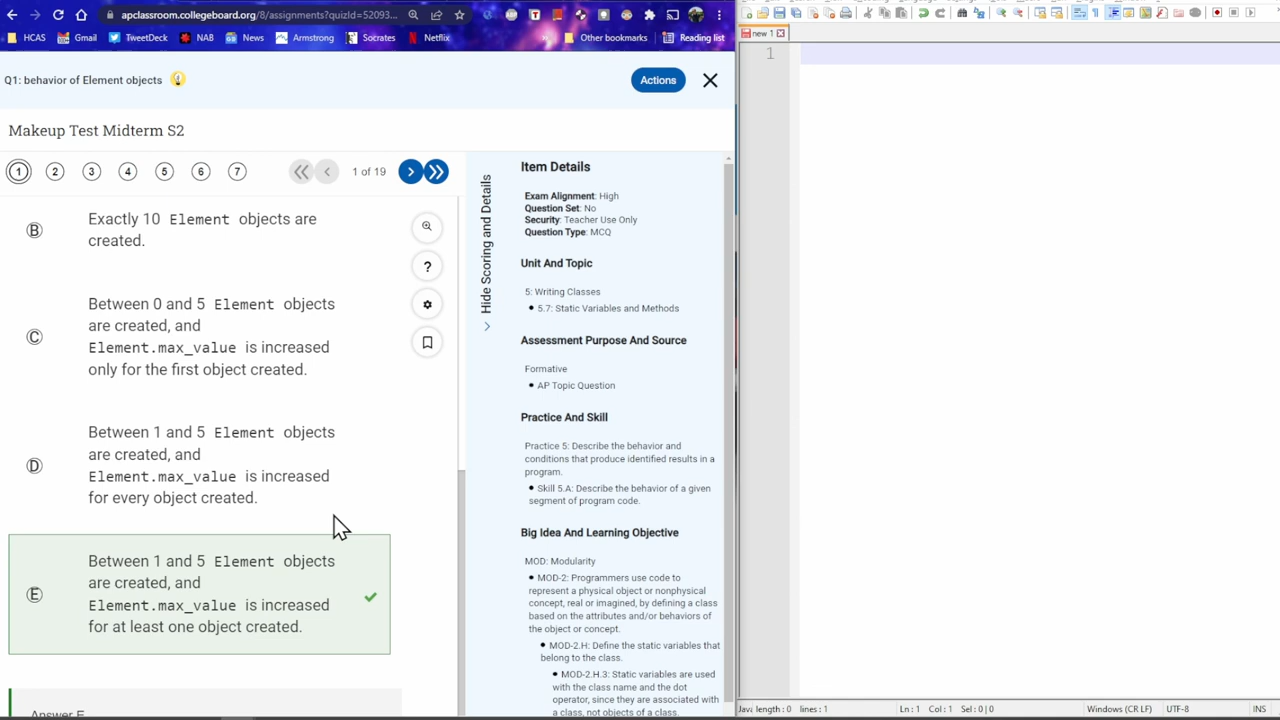 apclassroom.collegeboard.org/8/assignments?quizId=52093...
HCAS Gmail TweetDeck NAB News Armstrong Socrates Netflix Other bookmarks Reading list
Q1: behavior of Element objects
Actions
Makeup Test Midterm S2
1 2 3 4 5 6 7 1 of 19
B
Exactly 10 Element objects are
created.
C
Between 0 and 5 Element objects
are created, and
Element.max_value is increased
only for the first object created.
D
Between 1 and 5 Element objects
are created, and
Element.max_value is increased
for every object created.
E
Between 1 and 5 Element objects
are created, and
Element.max_value is increased
for at least one object created.
Answer E
?
Hide Scoring and Details
Item Details
Exam Alignment: High
Question Set: No
Security: Teacher Use Only
Question Type: MCQ
Unit And Topic
5: Writing Classes
5.7: Static Variables and Methods
Assessment Purpose And Source
Formative
AP Topic Question
Practice And Skill
Practice 5: Describe the behavior and
conditions that produce identified results in a
program.
Skill 5.A: Describe the behavior of a given
segment of program code.
Big Idea And Learning Objective
MOD: Modularity
MOD-2: Programmers use code to
represent a physical object or nonphysical
concept, real or imagined, by defining a class
based on the attributes and/or behaviors of
the object or concept.
MOD-2.H: Define the static variables that
belong to the class.
MOD-2.H.3: Static variables are used
with the class name and the dot
operator, since they are associated with
a class, not objects of a class.
new 1
1
Java length: 0 lines: 1 Ln: 1 Col: 1 Sel: 0 | 0 Windows (CR LF) UTF-8 INS